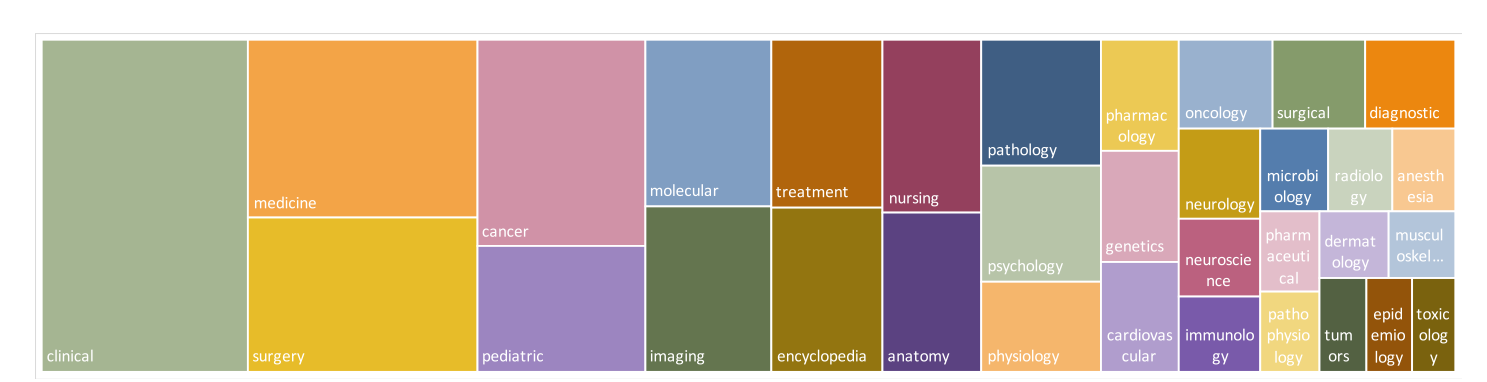 clinical
medicine
surgery
cancer
pediatric
molecular
imaging
treatment
encyclopedia
nursing
anatomy
pathology
psychology
physiology
pharmac
ology
genetics
cardiovas
cular
oncology
surgical
diagnostic
neurology
neuroscie
nce
immunolo
gy
microbi
ology
radiolo
gy
anesth
esia
pharm
aceuti
cal
dermat
ology
muscul
oskel...
patho
physio
logy
tum
ors
epid
emio
logy
toxic
olog
y